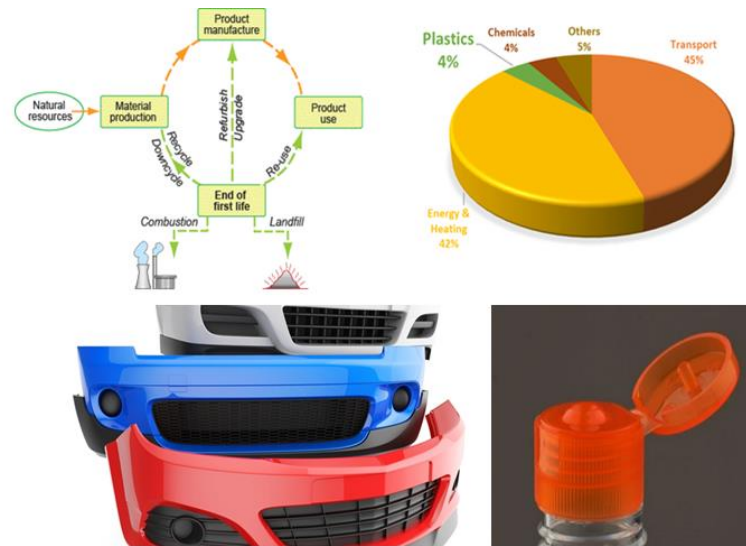 Product
manufacture
Natural
resources
Material
production
Product
use
Recycle
Downcycle
Refurbish
Upgrade
Re-use
End of
first life
Combustion
Landfill
Plastics
4%
Chemicals
4%
Others
5%
Transport
45%
Energy &
Heating
42%